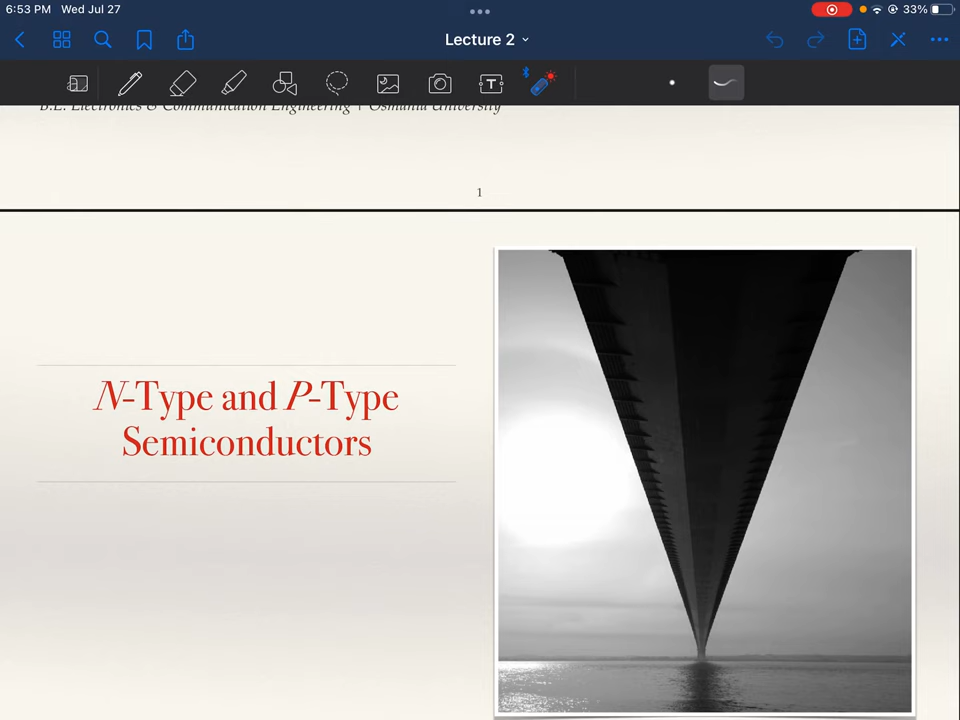 6:53 PM Wed Jul 27
33%
Lecture 2
T
B.E. Electronics & Communication Engineering | Osmania University
1
N-Type and P-Type
Semiconductors